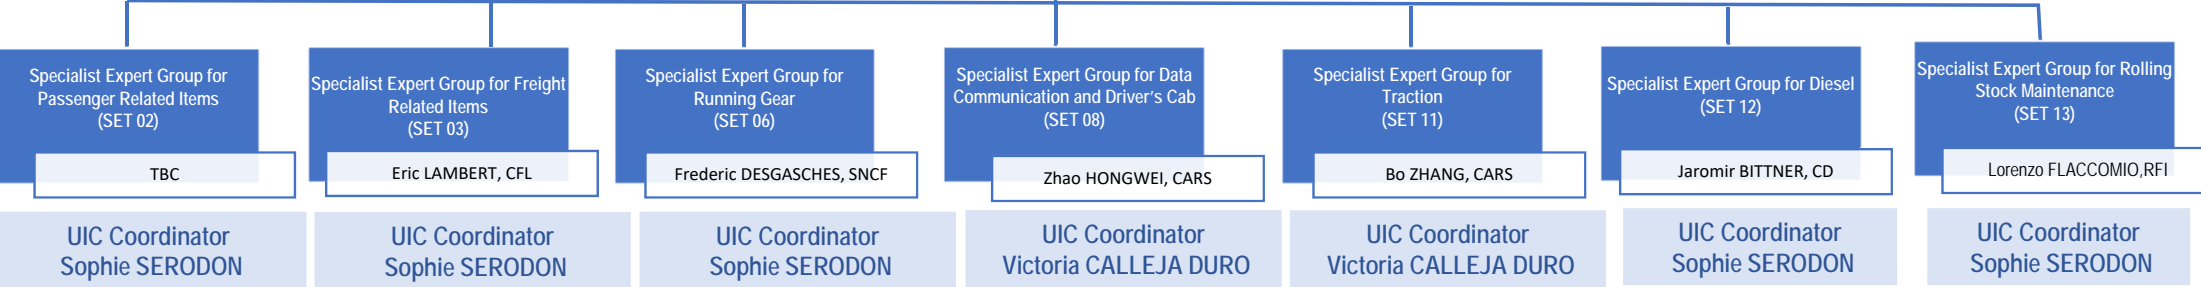 Specialist Expert Group for
Passenger Related Items
(SET 02)
TBC
UIC Coordinator
Sophie SERODON
Specialist Expert Group for Freight
Related Items
(SET 03)
Eric LAMBERT, CFL
UIC Coordinator
Sophie SERODON
Specialist Expert Group for
Running Gear
(SET 06)
Frederic DESGASCHES, SNCF
UIC Coordinator
Sophie SERODON
Specialist Expert Group for Data
Communication and Driver's Cab
(SET 08)
Zhao HONGWEI, CARS
UIC Coordinator
Victoria CALLEJA DURO
Specialist Expert Group for
Traction
(SET 11)
Bo ZHANG, CARS
UIC Coordinator
Victoria CALLEJA DURO
Specialist Expert Group for Diesel
(SET 12)
Jaromir BITTNER, CD
UIC Coordinator
Sophie SERODON
Specialist Expert Group for Rolling
Stock Maintenance
(SET 13)
Lorenzo FLACCOMIO,RFI
UIC Coordinator
Sophie SERODON